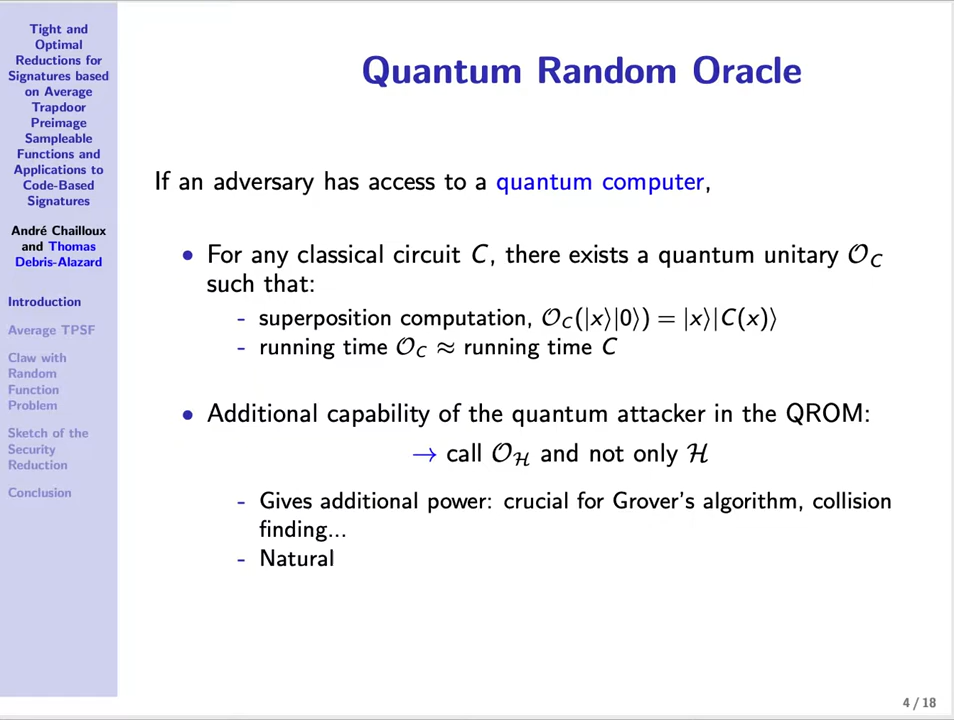 Tight and
Optimal
Reductions for
Signatures based
on Average
Trapdoor
Preimage
Sampleable
Functions and
Applications to
Code-Based
Signatures
André Chailloux
and Thomas
Debris-Alazard
Introduction
Average TPSF
Claw with
Random
Function
Problem
Sketch of the
Security
Reduction
Conclusion
Quantum Random Oracle
If an adversary has access to a quantum computer,
• For any classical circuit C, there exists a quantum unitary 𝒪_C
such that:
- superposition computation, 𝒪_C(|x⟩|0⟩) = |x⟩|C(x)⟩
- running time 𝒪_C ≈ running time C
• Additional capability of the quantum attacker in the QROM:
→ call 𝒪_ℋ and not only ℋ
- Gives additional power: crucial for Grover's algorithm, collision
finding...
- Natural
4 / 18